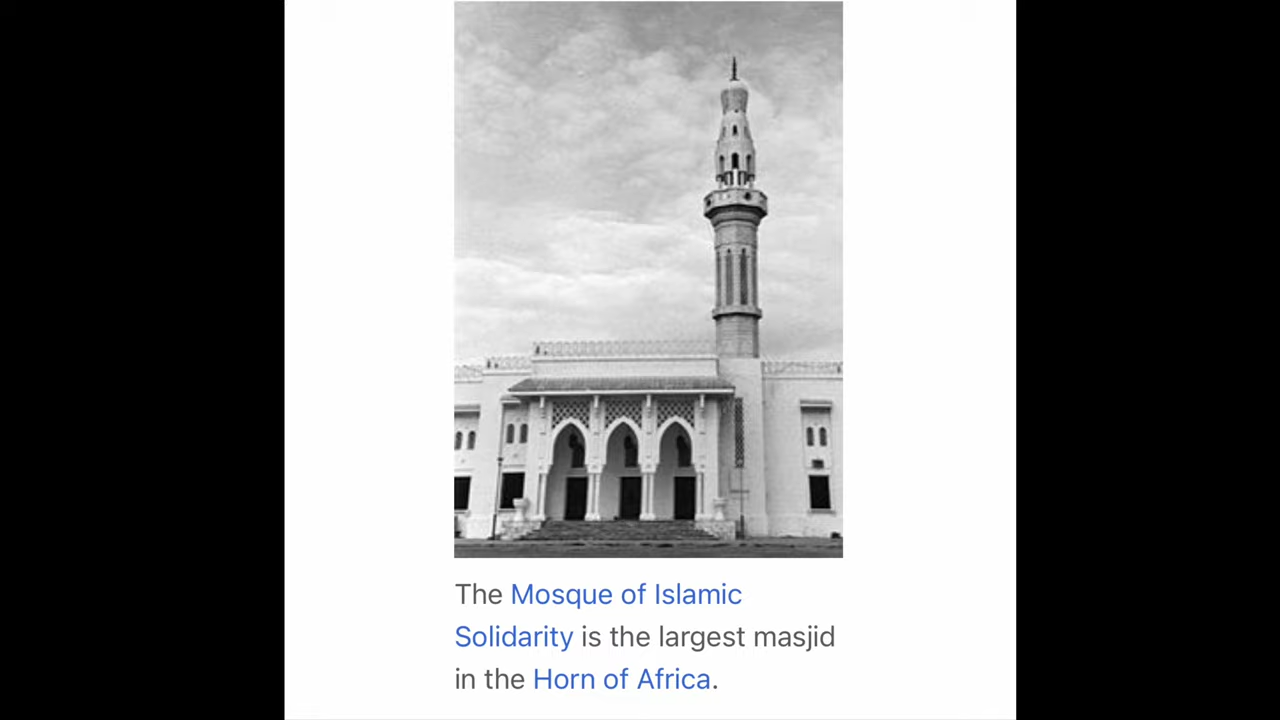 The Mosque of Islamic
Solidarity is the largest masjid
in the Horn of Africa.